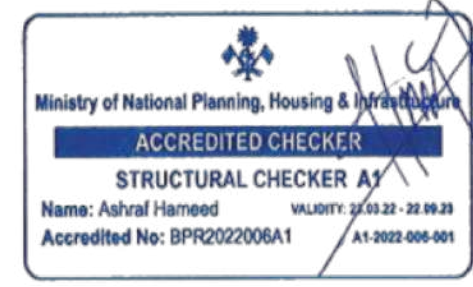 Ministry of National Planning, Housing & Infrastructure
ACCREDITED CHECKER
STRUCTURAL CHECKER A1
Name: Ashraf Hameed VALIDITY: 23.03.22 - 22.09.23
Accredited No: BPR2022006A1 A1-2022-006-001